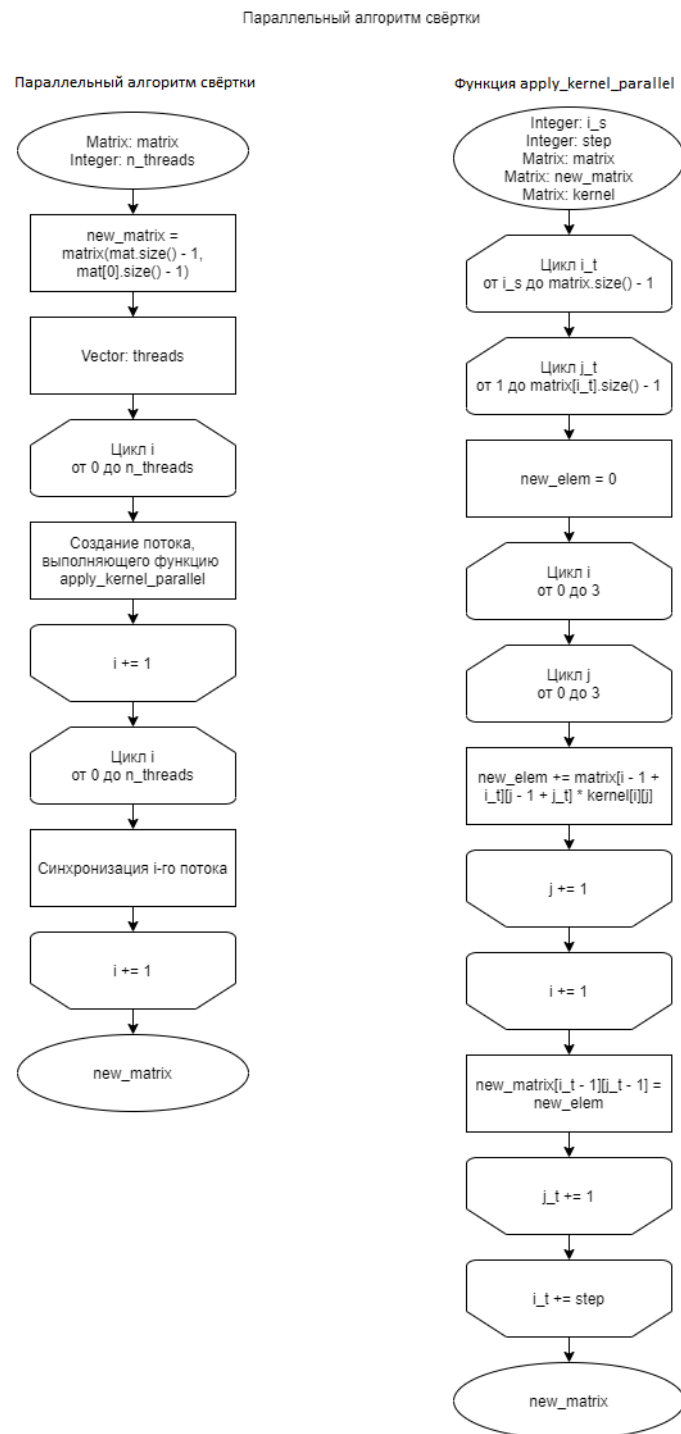 Параллельный алгоритм свёртки
Параллельный алгоритм свёртки
Matrix: matrix
Integer: n_threads
new_matrix =
matrix(mat.size() - 1,
mat[0].size() - 1)
Vector: threads
Цикл i
от 0 до n_threads
Создание потока,
выполняющего функцию
apply_kernel_parallel
i += 1
Цикл i
от 0 до n_threads
Синхронизация i-го потока
i += 1
new_matrix
Функция apply_kernel_parallel
Integer: i_s
Integer: step
Matrix: matrix
Matrix: new_matrix
Matrix: kernel
Цикл i_t
от i_s до matrix.size() - 1
Цикл j_t
от 1 до matrix[i_t].size() - 1
new_elem = 0
Цикл i
от 0 до 3
Цикл j
от 0 до 3
new_elem += matrix[i - 1 +
i_t][j - 1 + j_t] * kernel[i][j]
j += 1
i += 1
new_matrix[i_t - 1][j_t - 1] =
new_elem
j_t += 1
i_t += step
new_matrix